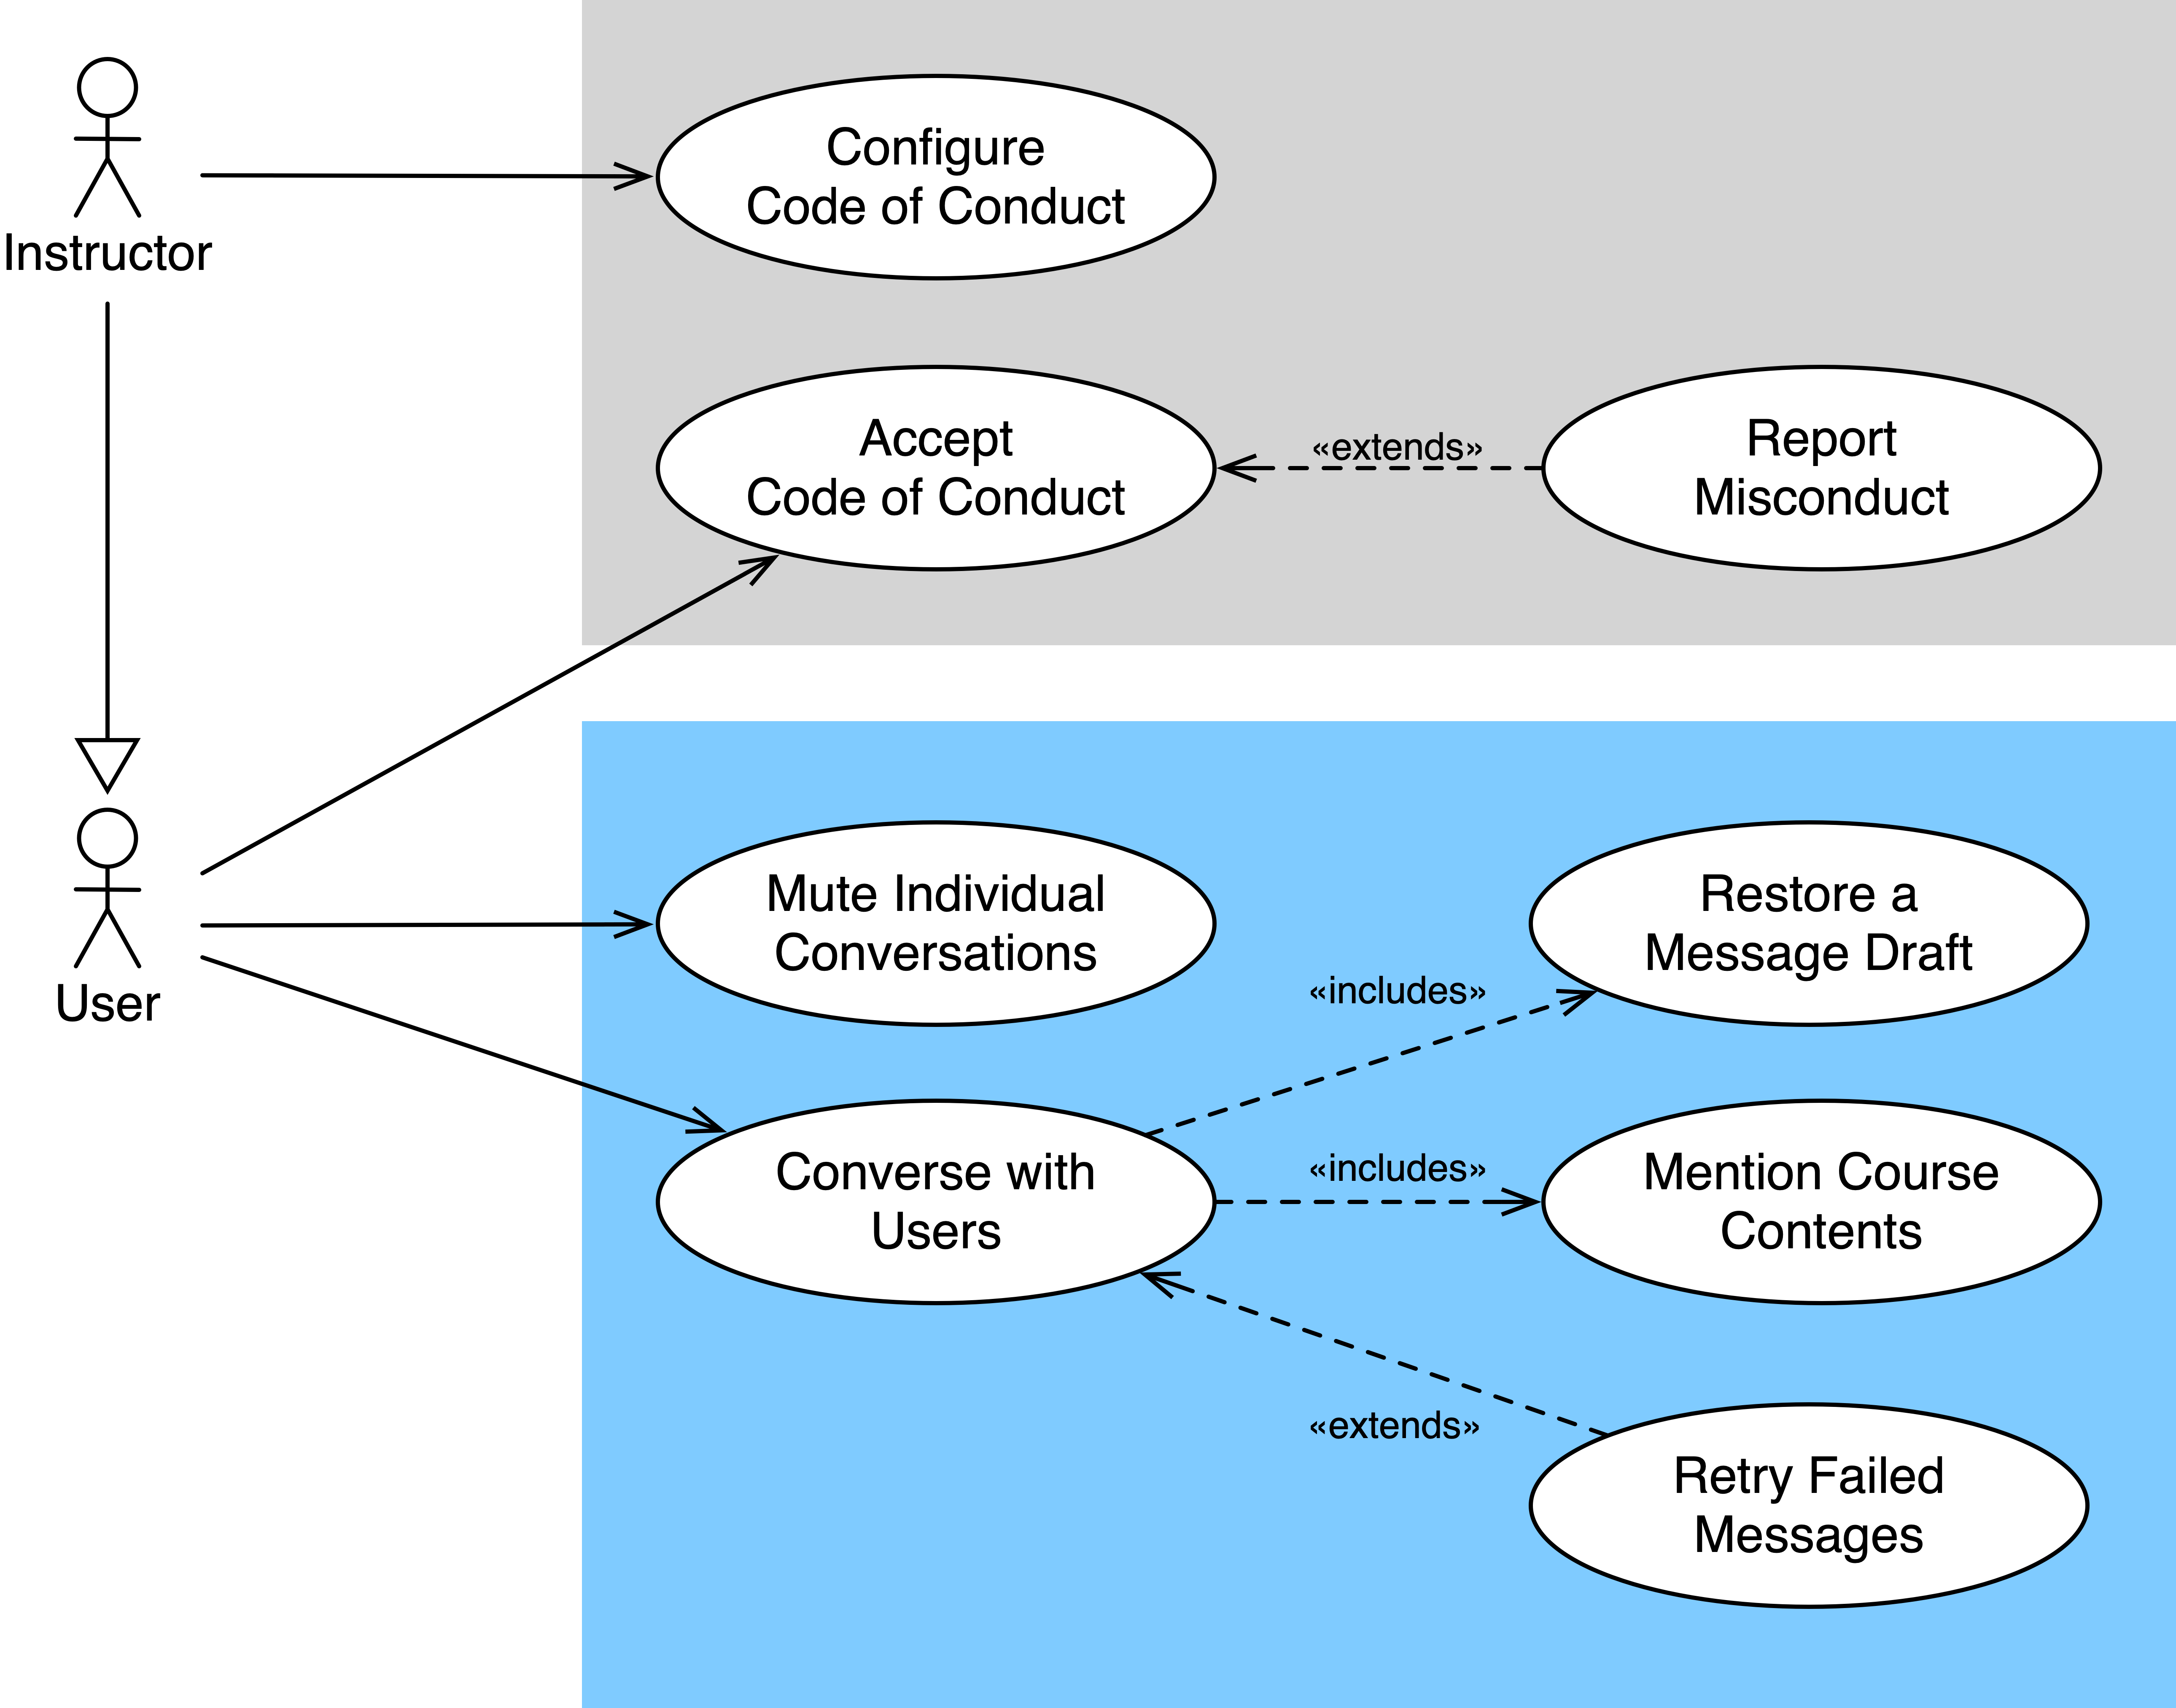 Configure
Code of Conduct
Instructor
Accept
Code of Conduct
«extends»
Report
Misconduct
User
Mute Individual
Conversations
Restore a
Message Draft
«includes»
Converse with
Users
«includes»
Mention Course
Contents
«extends»
Retry Failed
Messages